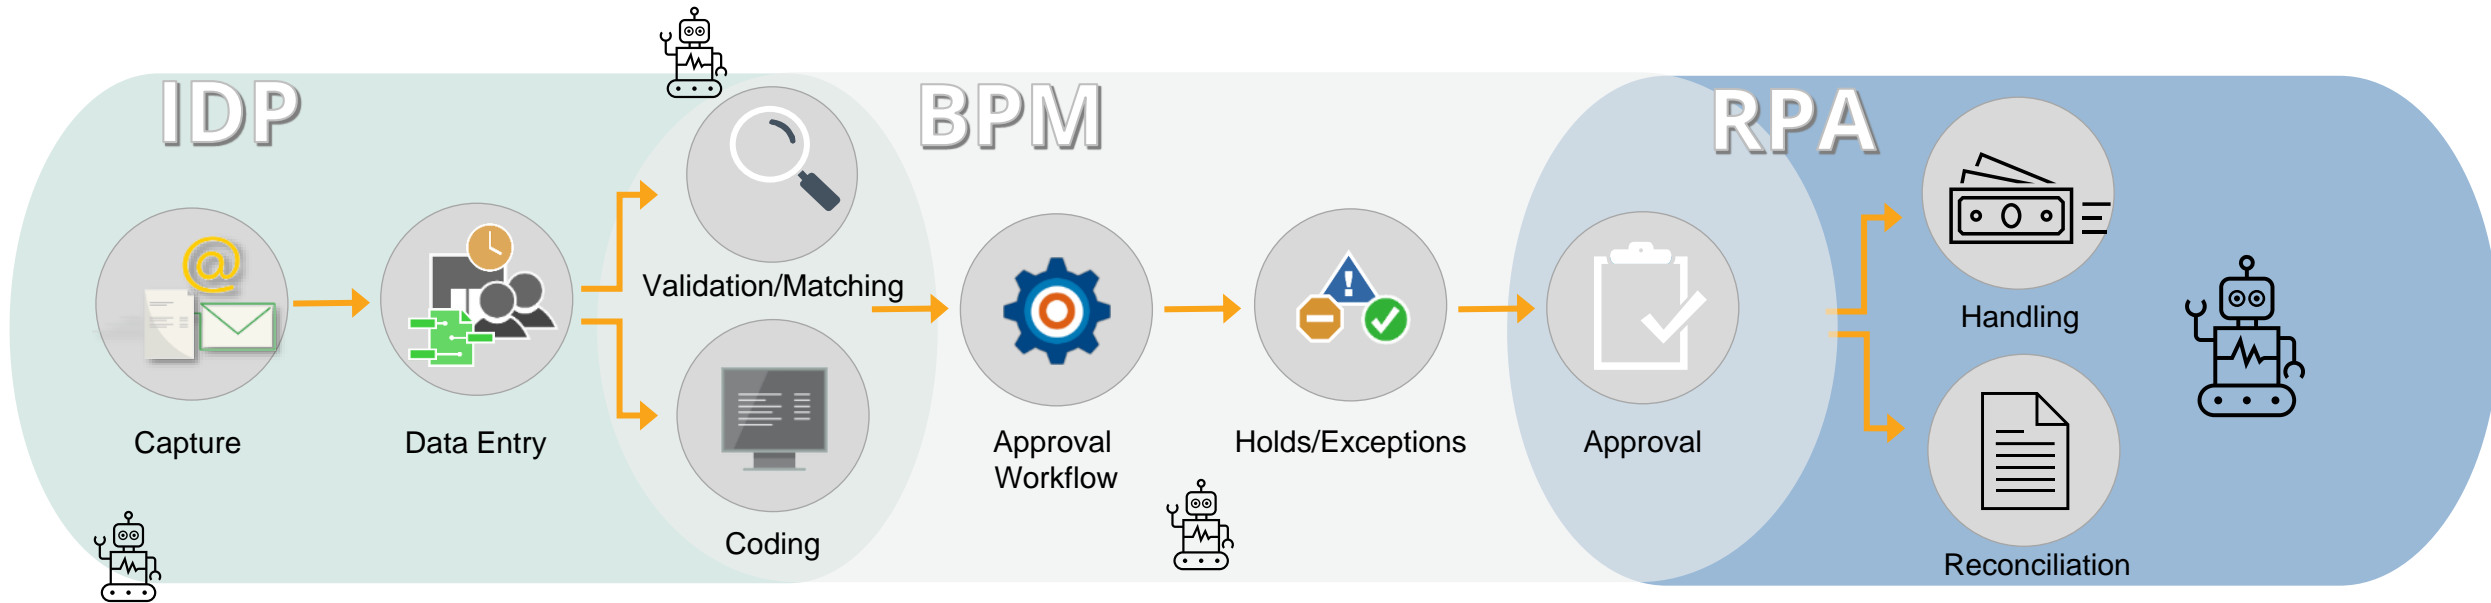 IDP
BPM
RPA
Validation/Matching
Handling
Capture
Data Entry
Approval
Workflow
Holds/Exceptions
Approval
Coding
Reconciliation